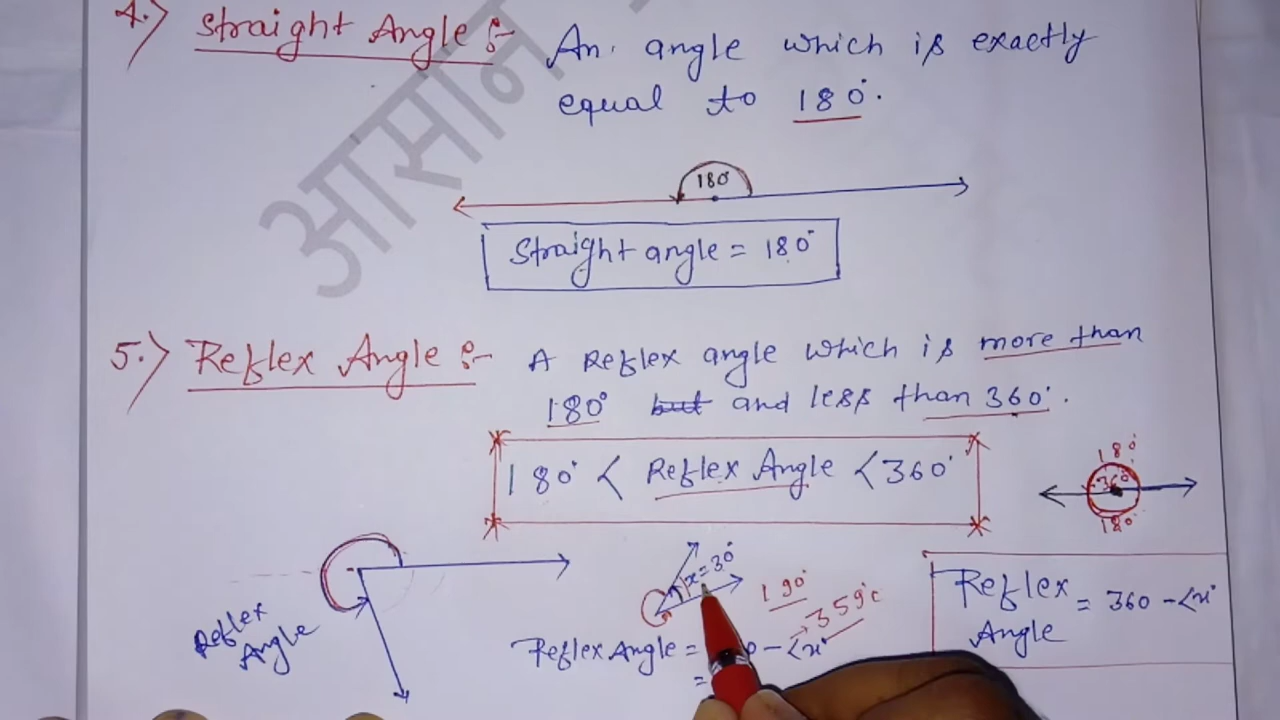 4.) Straight Angle :- An angle which is exactly
equal to 180°.
आसान
180°
Straight angle = 180°
5.) Reflex Angle :- A Reflex angle which is more than
180° but and less than 360°.
180° < Reflex Angle < 360°
180°
360°
180°
Reflex
Angle
x = 30°
190°
→ 359°
Reflex Angle = - <x°
=
Reflex
Angle = 360 - <x°